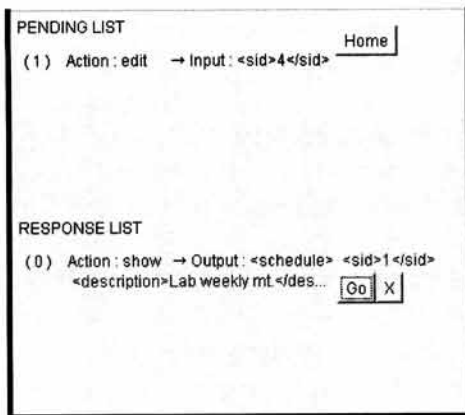 PENDING LIST
Home
(1) Action : edit → Input : <sid>4</sid>
RESPONSE LIST
(0) Action : show → Output : <schedule> <sid>1</sid>
<description>Lab weekly mt.</des...
Go X